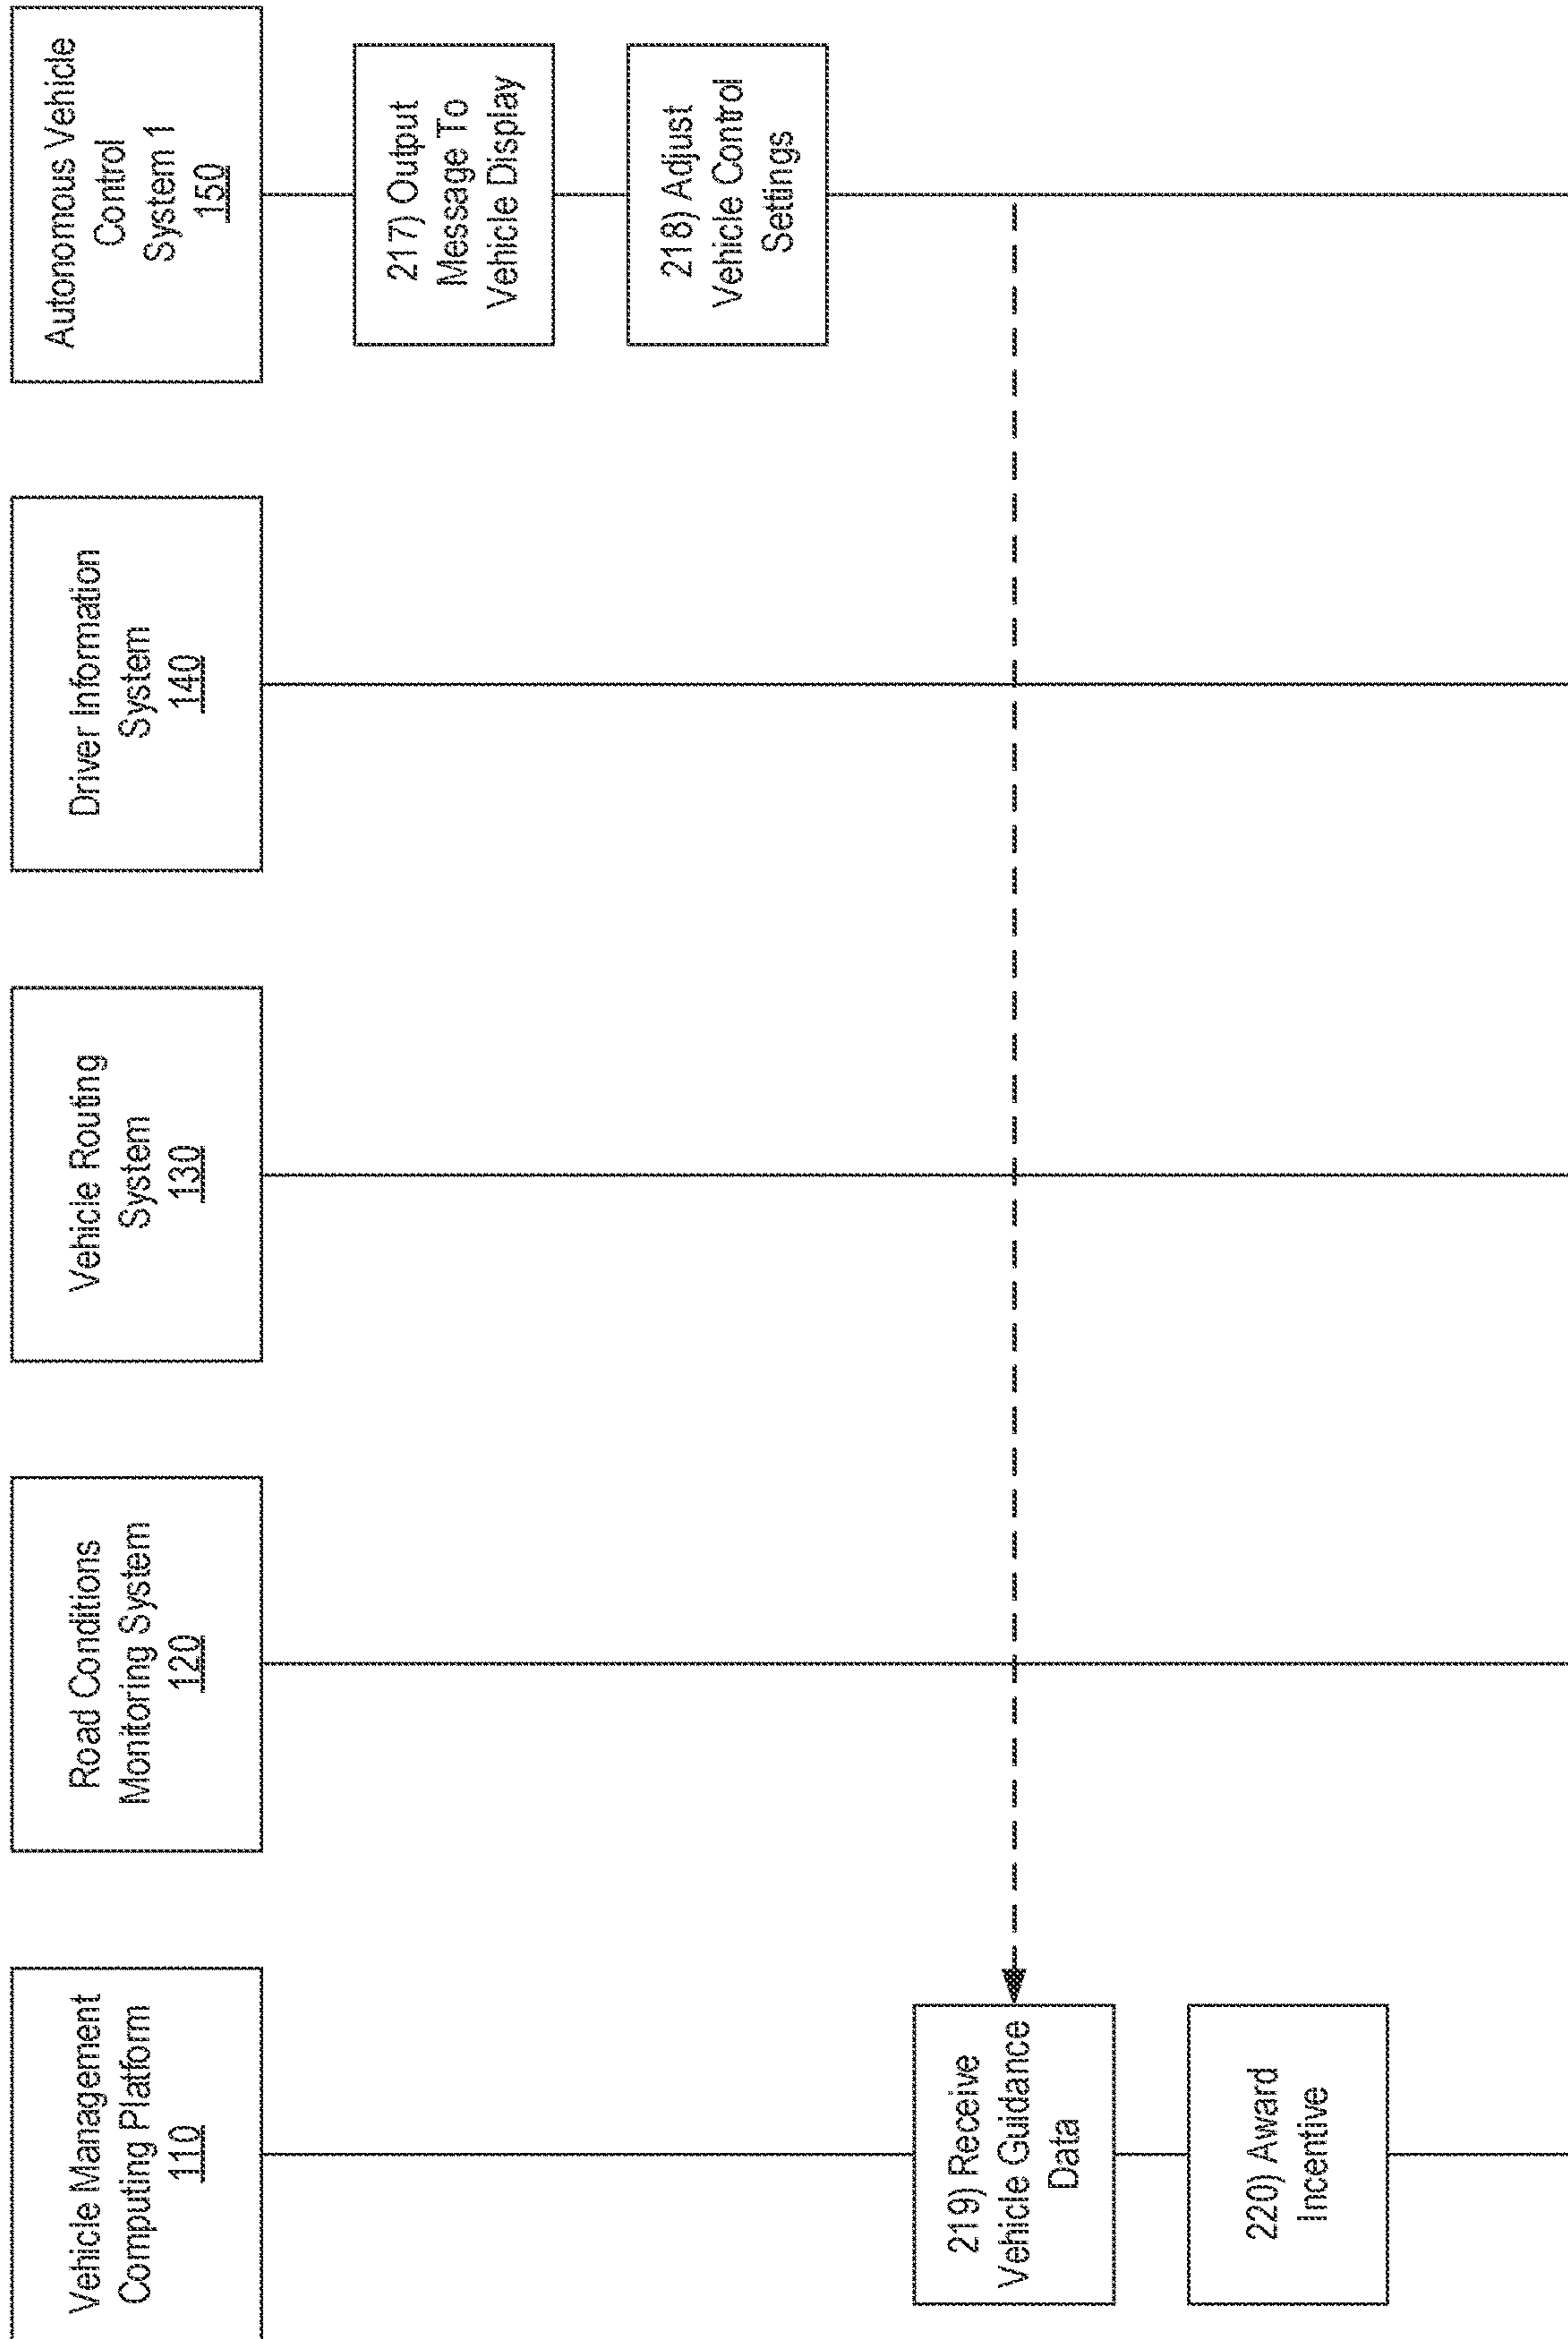 Vehicle Management
Computing Platform
110
Road Conditions
Monitoring System
120
Vehicle Routing
System
130
Driver Information
System
140
Autonomous Vehicle
Control
System 1
150
217) Output
Message To
Vehicle Display
218) Adjust
Vehicle Control
Settings
219) Receive
Vehicle Guidance
Data
220) Award
Incentive